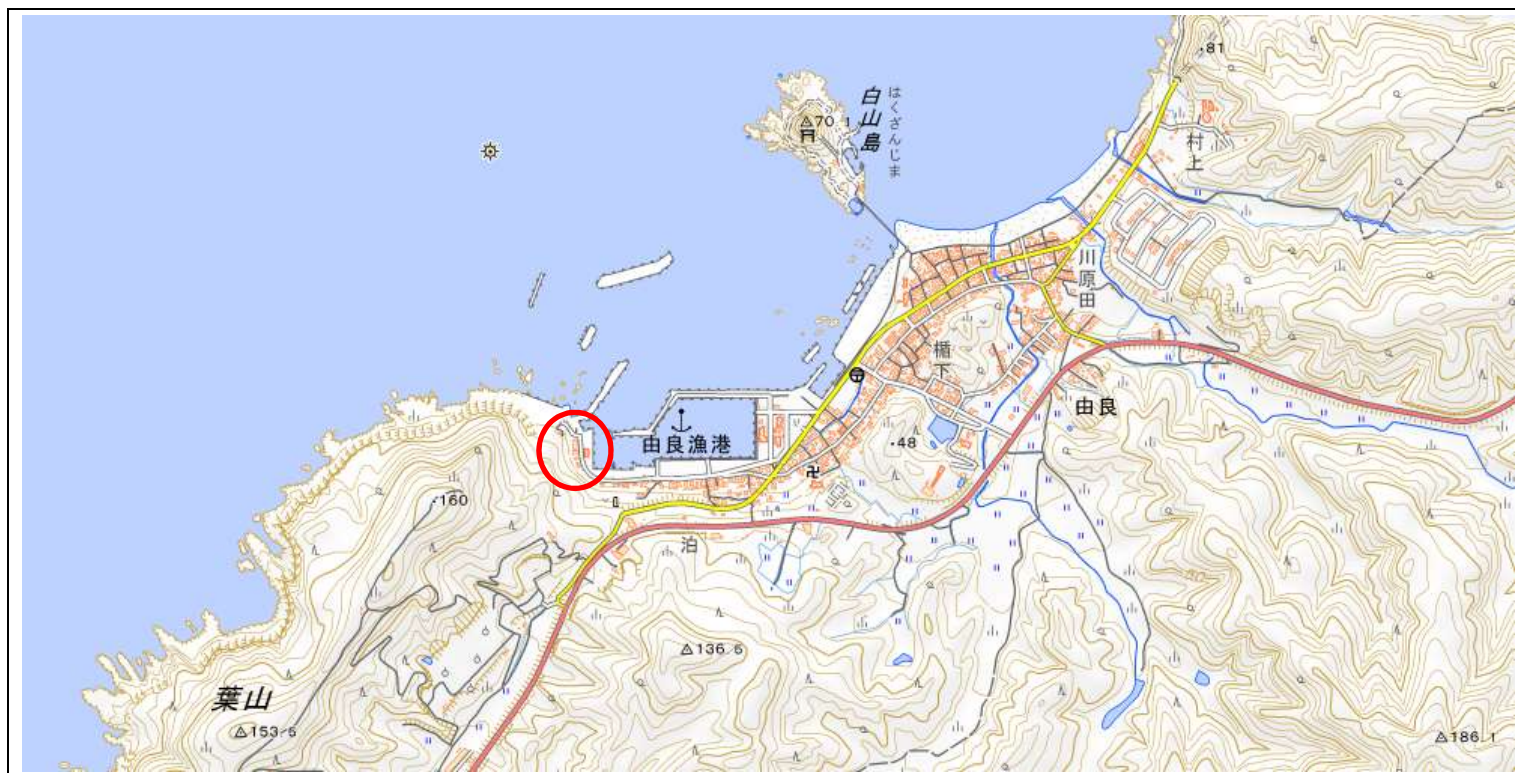 ・81
白山島
はくさんじま
70.1
村上
川原田
楯下
由良
由良漁港
・48
・160
泊
136.5
葉山
153.5
186.1